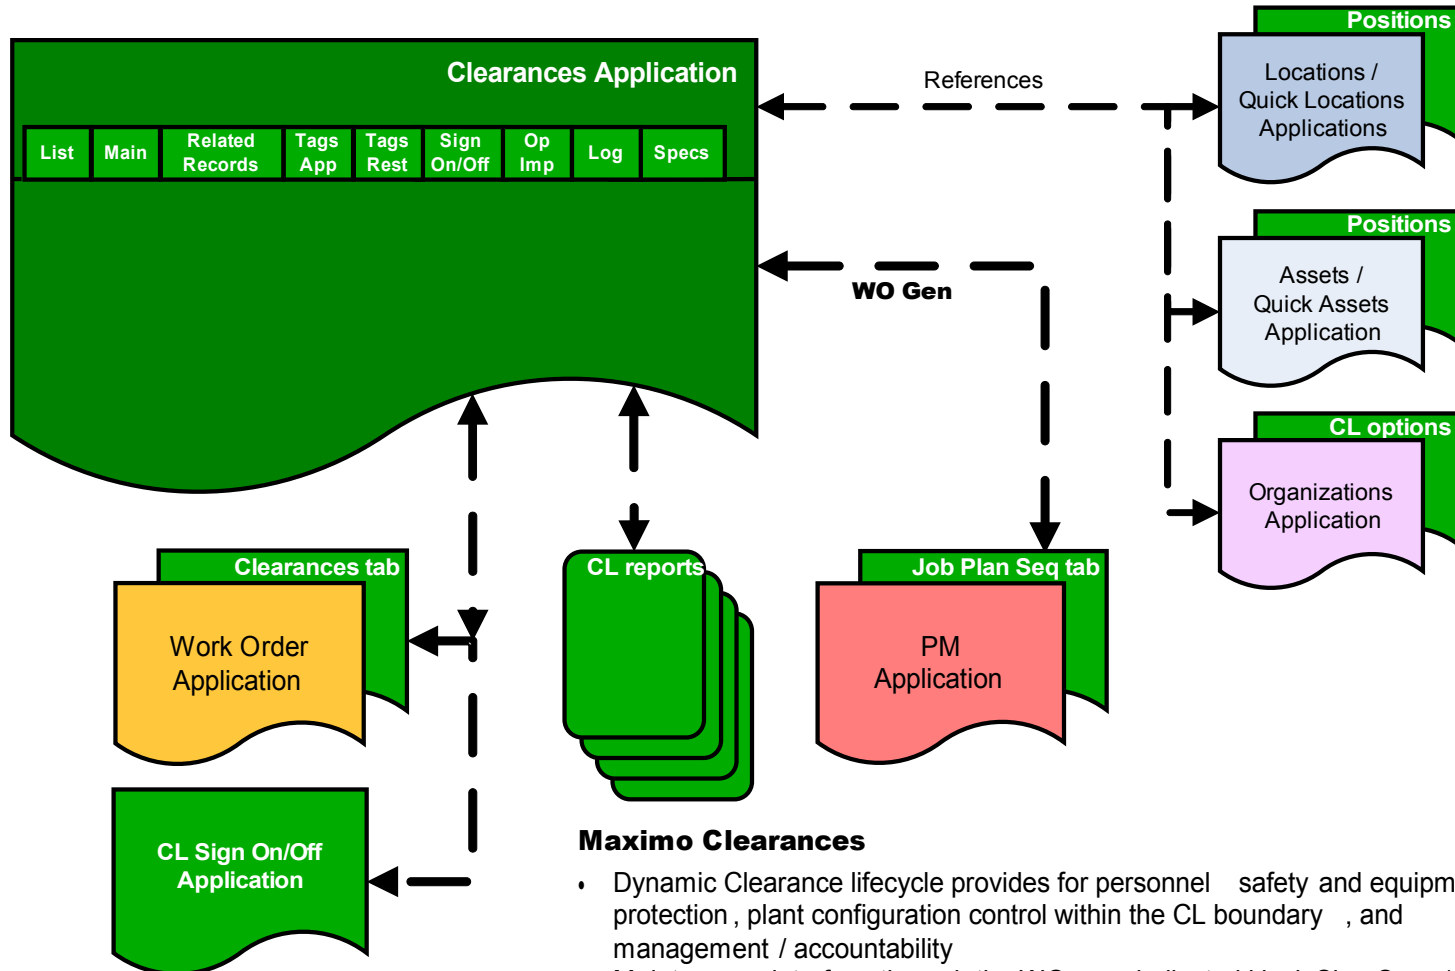 Clearances Application
List Main Related Records Tags App Tags Rest Sign On/Off Op Imp Log Specs
References
WO Gen
Positions
Locations /
Quick Locations
Applications
Positions
Assets /
Quick Assets
Application
CL options
Organizations
Application
Clearances tab
Work Order
Application
CL reports
Job Plan Seq tab
PM
Application
CL Sign On/Off
Application
Maximo Clearances
• Dynamic Clearance lifecycle provides for personnel safety and equipm
protection , plant configuration control within the CL boundary , and
management / accountability